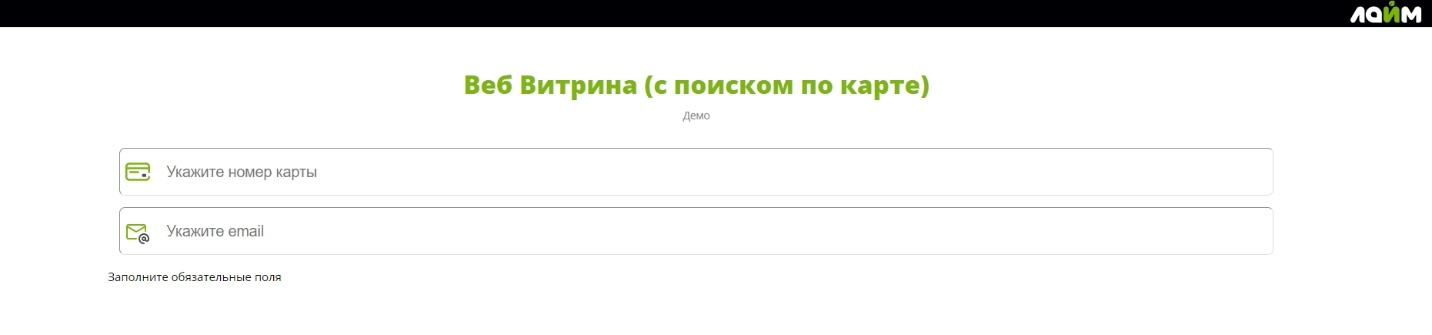 лайм
Веб Витрина (с поиском по карте)
Демо
Укажите номер карты
Укажите email
Заполните обязательные поля